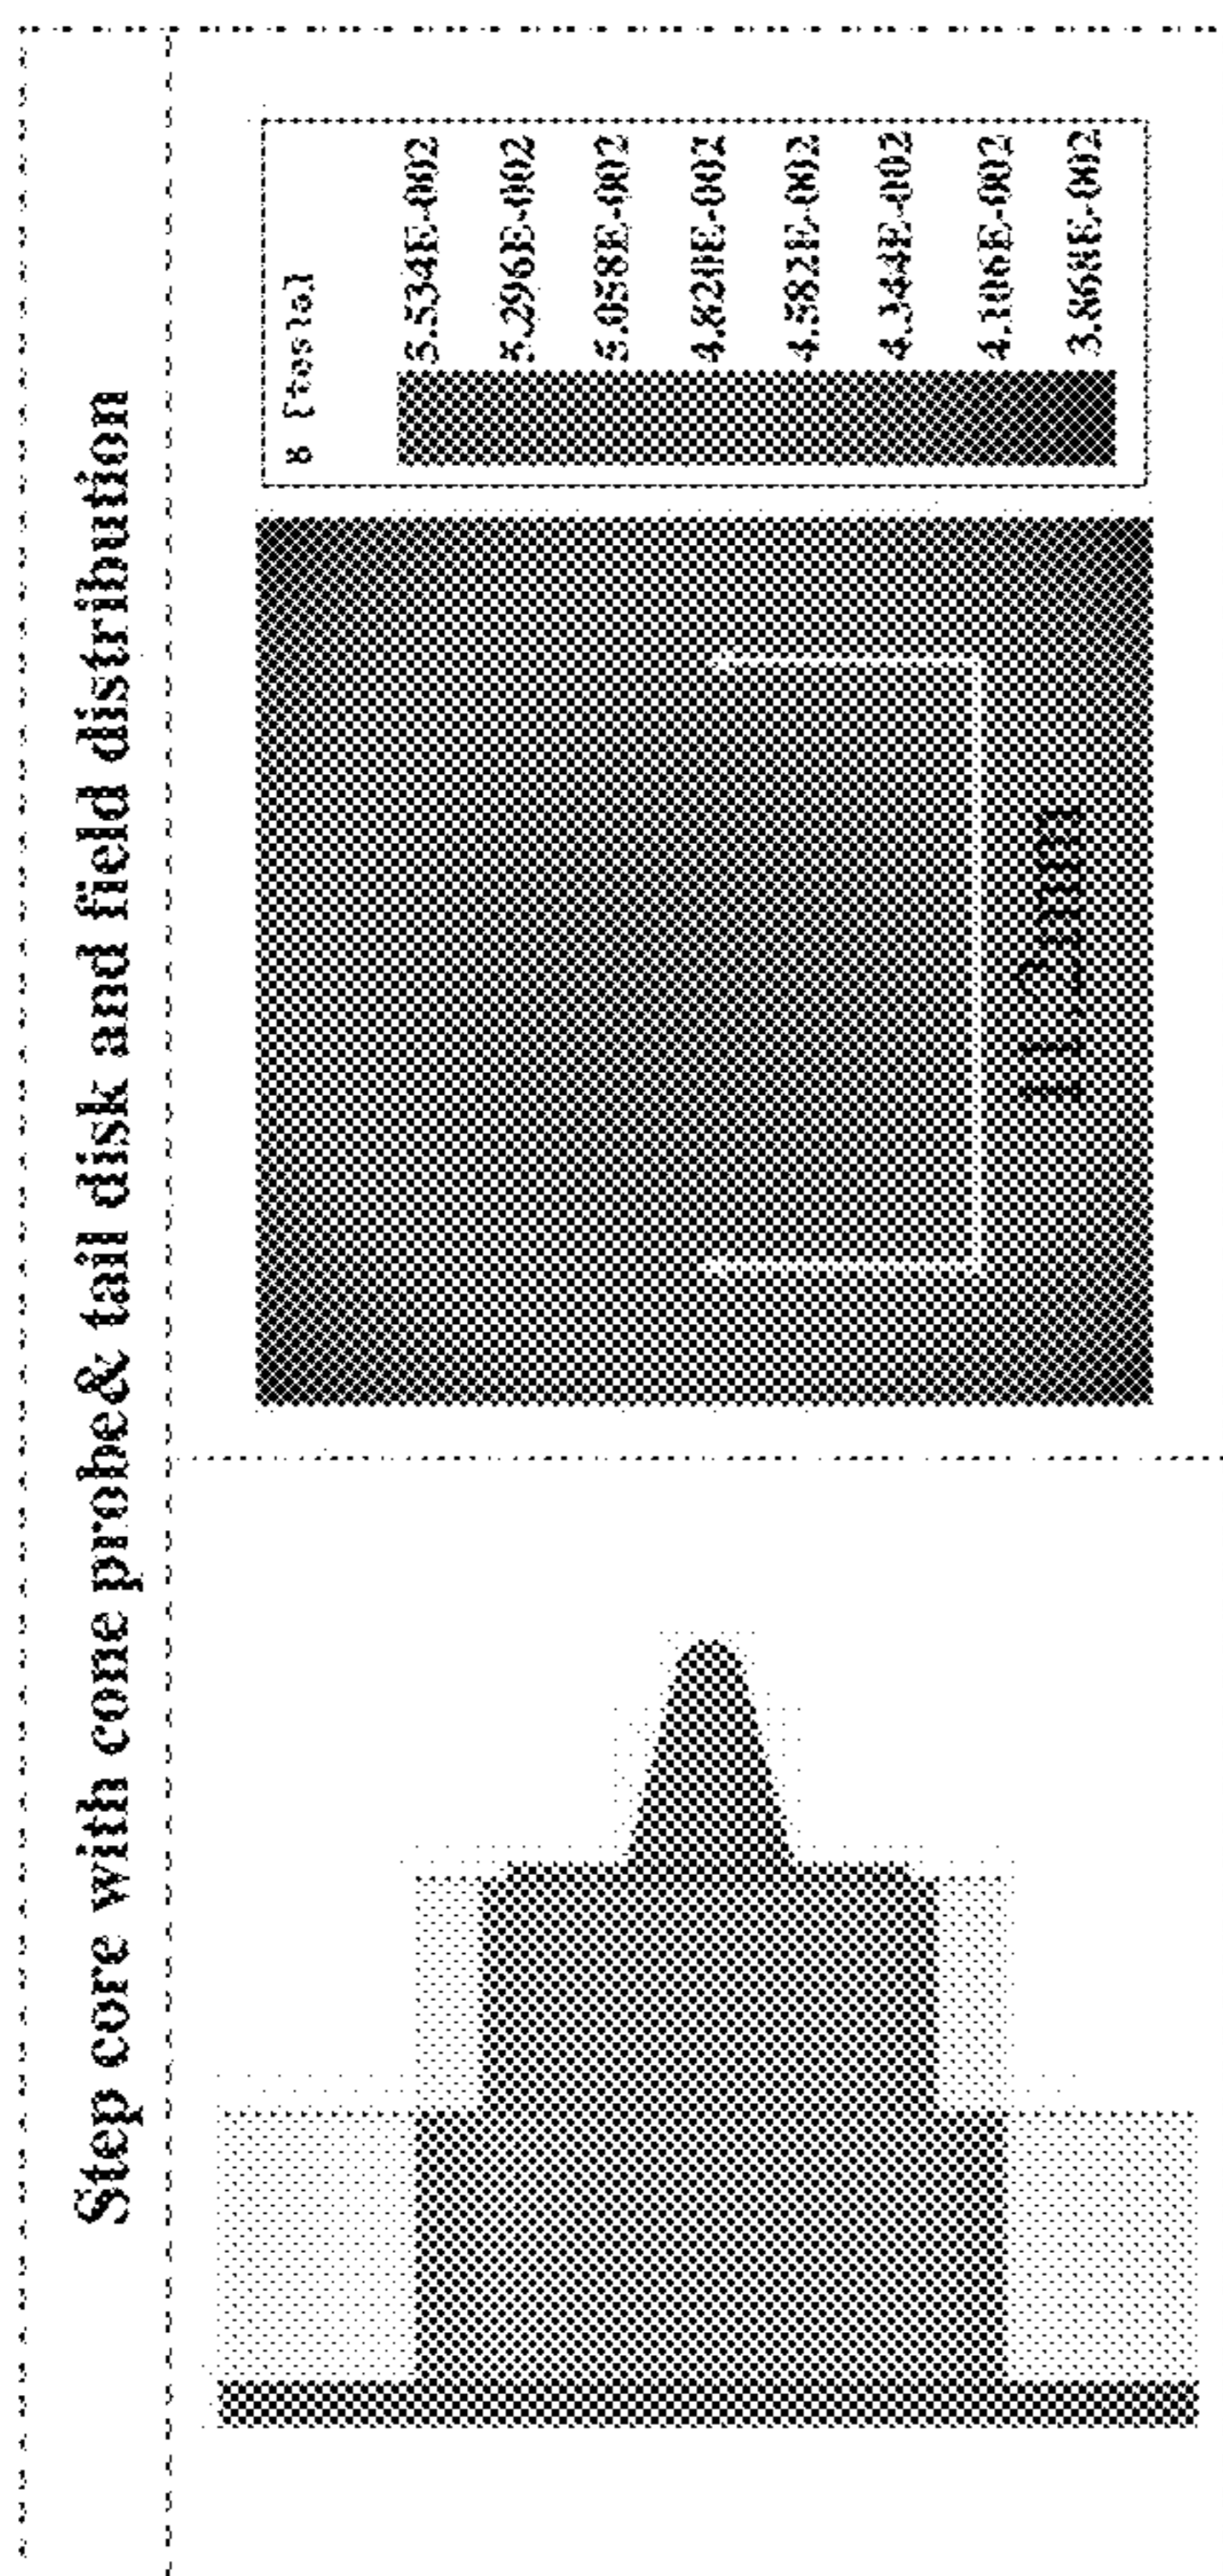 Step core with cone probe& tail disk and field distribution
B [tesla]
5.534E-002
5.296E-002
5.058E-002
4.820E-002
4.582E-002
4.344E-002
4.106E-002
3.868E-002
11.2mm